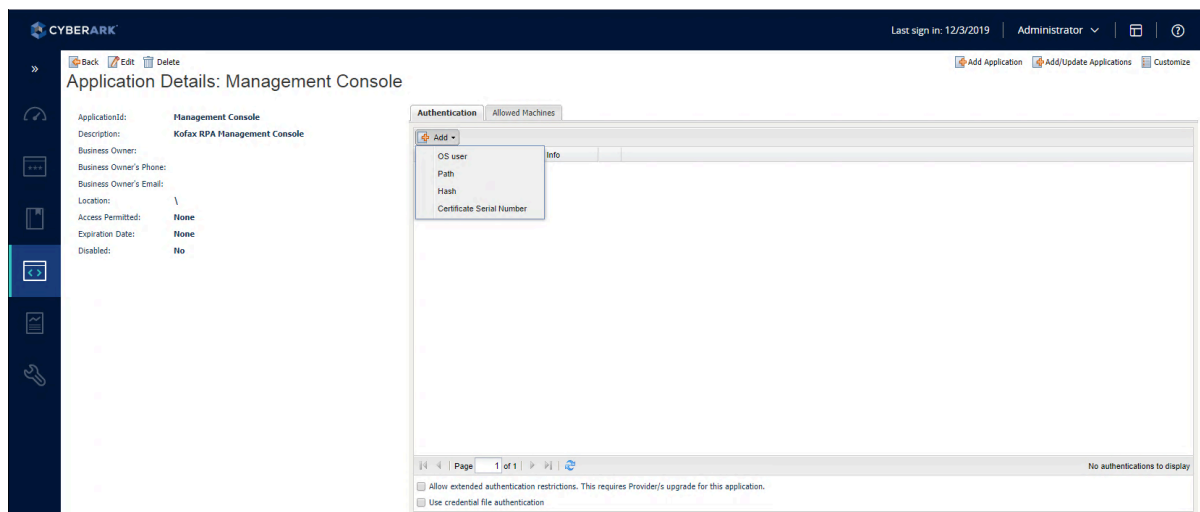 CYBERARK
Last sign in: 12/3/2019
Administrator
Back Edit Delete
Add Application Add/Update Applications Customize
Application Details: Management Console
ApplicationId: Management Console
Description: Kofax RPA Management Console
Business Owner:
Business Owner's Phone:
Business Owner's Email:
Location: \
Access Permitted: None
Expiration Date: None
Disabled: No
Authentication Allowed Machines
Add
Info
OS user
Path
Hash
Certificate Serial Number
Page 1 of 1
No authentications to display
Allow extended authentication restrictions. This requires Provider/s upgrade for this application.
Use credential file authentication